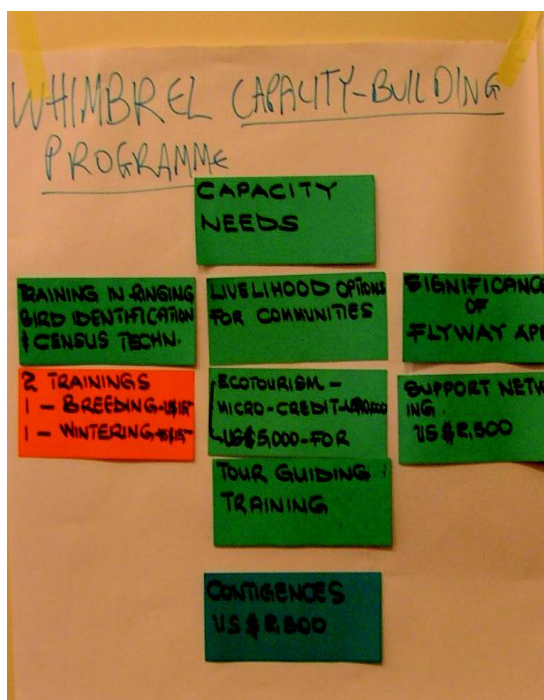 WHIMBREL CAPACITY-BUILDING
PROGRAMME
CAPACITY
NEEDS
TRAINING IN RINGING
BIRD IDENTIFICATION
& CENSUS TECHN.
LIVELIHOOD OPTIONS
FOR COMMUNITIES
SIGNIFICANCE
OF
FLYWAY
2 TRAININGS
1 - BREEDING-
1 - WINTERING-
ECOTOURISM -
MICRO-CREDIT-
US$5,000-FOR
SUPPORT NETW
ING.
US$2,500
TOUR GUIDING
TRAINING
CONTIGENCES
US$2,500